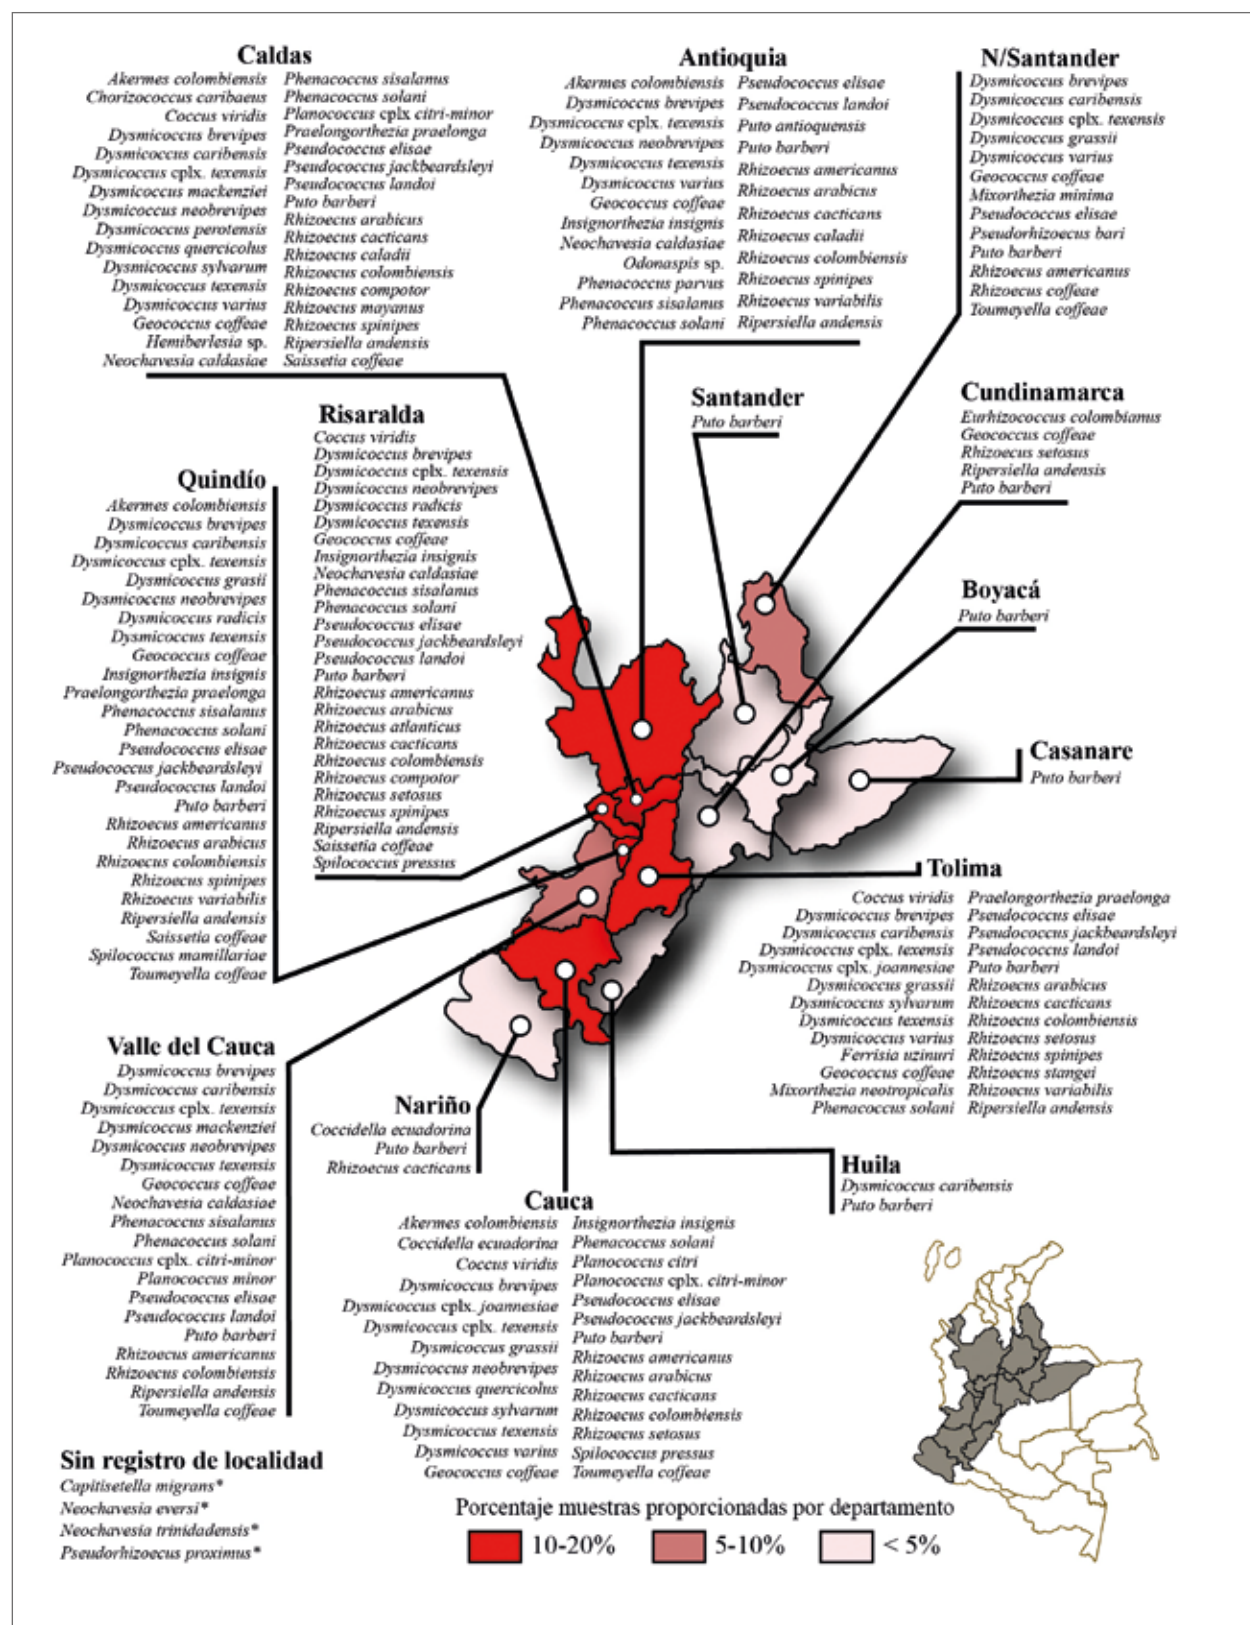 Caldas
Akermes colombiensis
Chorizococcus caribaeus
Coccus viridis
Dysmicoccus brevipes
Dysmicoccus caribensis
Dysmicoccus cplx. texensis
Dysmicoccus mackenziei
Dysmicoccus neobrevipes
Dysmicoccus perotensis
Dysmicoccus quercicolus
Dysmicoccus sylvarum
Dysmicoccus texensis
Dysmicoccus varius
Geococcus coffeae
Hemiberlesia sp.
Neochavesia caldasiae
Phenacoccus sisalanus
Phenacoccus solani
Planococcus cplx citri-minor
Praelongorthezia praelonga
Pseudococcus elisae
Pseudococcus jackbeardsleyi
Pseudococcus landoi
Puto barberi
Rhizoecus arabicus
Rhizoecus cacticans
Rhizoecus caladii
Rhizoecus colombiensis
Rhizoecus compotor
Rhizoecus mayanus
Rhizoecus spinipes
Ripersiella andensis
Saissetia coffeae
Antioquia
Akermes colombiensis
Dysmicoccus brevipes
Dysmicoccus cplx. texensis
Dysmicoccus neobrevipes
Dysmicoccus texensis
Dysmicoccus varius
Geococcus coffeae
Insignorthezia insignis
Neochavesia caldasiae
Odonaspis sp.
Phenacoccus parvus
Phenacoccus sisalanus
Phenacoccus solani
Pseudococcus elisae
Pseudococcus landoi
Puto antioquensis
Puto barberi
Rhizoecus americanus
Rhizoecus arabicus
Rhizoecus cacticans
Rhizoecus caladii
Rhizoecus colombiensis
Rhizoecus spinipes
Rhizoecus variabilis
Ripersiella andensis
N/Santander
Dysmicoccus brevipes
Dysmicoccus caribensis
Dysmicoccus cplx. texensis
Dysmicoccus grassii
Dysmicoccus varius
Geococcus coffeae
Mixorthezia minima
Pseudococcus elisae
Pseudorhizoecus bari
Puto barberi
Rhizoecus americanus
Rhizoecus coffeae
Toumeyella coffeae
Risaralda
Coccus viridis
Dysmicoccus brevipes
Dysmicoccus cplx. texensis
Dysmicoccus neobrevipes
Dysmicoccus radicis
Dysmicoccus texensis
Geococcus coffeae
Insignorthezia insignis
Neochavesia caldasiae
Phenacoccus sisalanus
Phenacoccus solani
Pseudococcus elisae
Pseudococcus jackbeardsleyi
Pseudococcus landoi
Puto barberi
Rhizoecus americanus
Rhizoecus arabicus
Rhizoecus atlanticus
Rhizoecus cacticans
Rhizoecus colombiensis
Rhizoecus compotor
Rhizoecus setosus
Rhizoecus spinipes
Ripersiella andensis
Saissetia coffeae
Spilococcus pressus
Santander
Puto barberi
Cundinamarca
Eurhizococcus colombianus
Geococcus coffeae
Rhizoecus setosus
Ripersiella andensis
Puto barberi
Quindío
Akermes colombiensis
Dysmicoccus brevipes
Dysmicoccus caribensis
Dysmicoccus cplx. texensis
Dysmicoccus grasii
Dysmicoccus neobrevipes
Dysmicoccus radicis
Dysmicoccus texensis
Geococcus coffeae
Insignorthezia insignis
Praelongorthezia praelonga
Phenacoccus sisalanus
Phenacoccus solani
Pseudococcus elisae
Pseudococcus jackbeardsleyi
Pseudococcus landoi
Puto barberi
Rhizoecus americanus
Rhizoecus arabicus
Rhizoecus colombiensis
Rhizoecus spinipes
Rhizoecus variabilis
Ripersiella andensis
Saissetia coffeae
Spilococcus mamillariae
Toumeyella coffeae
Boyacá
Puto barberi
Casanare
Puto barberi
Tolima
Coccus viridis
Dysmicoccus brevipes
Dysmicoccus caribensis
Dysmicoccus cplx. texensis
Dysmicoccus cplx. joannesiae
Dysmicoccus grassii
Dysmicoccus sylvarum
Dysmicoccus texensis
Dysmicoccus varius
Ferrisia uzinuri
Geococcus coffeae
Mixorthezia neotropicalis
Phenacoccus solani
Praelongorthezia praelonga
Pseudococcus elisae
Pseudococcus jackbeardsleyi
Pseudococcus landoi
Puto barberi
Rhizoecus arabicus
Rhizoecus cacticans
Rhizoecus colombiensis
Rhizoecus setosus
Rhizoecus spinipes
Rhizoecus stangei
Rhizoecus variabilis
Ripersiella andensis
Valle del Cauca
Dysmicoccus brevipes
Dysmicoccus caribensis
Dysmicoccus cplx. texensis
Dysmicoccus mackenziei
Dysmicoccus neobrevipes
Dysmicoccus texensis
Geococcus coffeae
Neochavesia caldasiae
Phenacoccus sisalanus
Phenacoccus solani
Planococcus cplx. citri-minor
Planococcus minor
Pseudococcus elisae
Pseudococcus landoi
Puto barberi
Rhizoecus americanus
Rhizoecus colombiensis
Ripersiella andensis
Toumeyella coffeae
Nariño
Coccidella ecuadorina
Puto barberi
Rhizoecus cacticans
Huila
Dysmicoccus caribensis
Puto barberi
Cauca
Akermes colombiensis
Coccidella ecuadorina
Coccus viridis
Dysmicoccus brevipes
Dysmicoccus cplx. joannesiae
Dysmicoccus cplx. texensis
Dysmicoccus grassii
Dysmicoccus neobrevipes
Dysmicoccus quercicolus
Dysmicoccus sylvarum
Dysmicoccus texensis
Dysmicoccus varius
Geococcus coffeae
Insignorthezia insignis
Phenacoccus solani
Planococcus citri
Planococcus cplx. citri-minor
Pseudococcus elisae
Pseudococcus jackbeardsleyi
Puto barberi
Rhizoecus americanus
Rhizoecus arabicus
Rhizoecus cacticans
Rhizoecus colombiensis
Rhizoecus setosus
Spilococcus pressus
Toumeyella coffeae
Sin registro de localidad
Capitisetella migrans*
Neochavesia eversi*
Neochavesia trinidadensis*
Pseudorhizoecus proximus*
Porcentaje muestras proporcionadas por departamento
10-20%
5-10%
< 5%